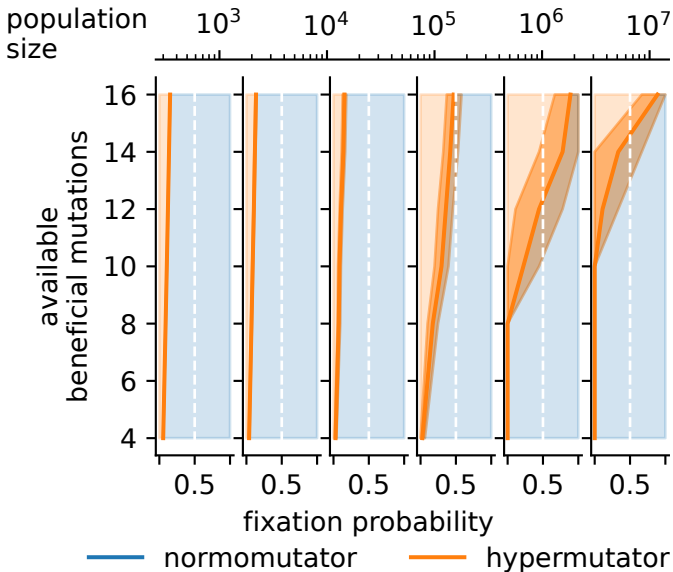 population size
10³ 10⁴ 10⁵ 10⁶ 10⁷
available beneficial mutations
16
14
12
10
8
6
4
0.5 0.5 0.5 0.5 0.5 0.5
fixation probability
normomutator hypermutator